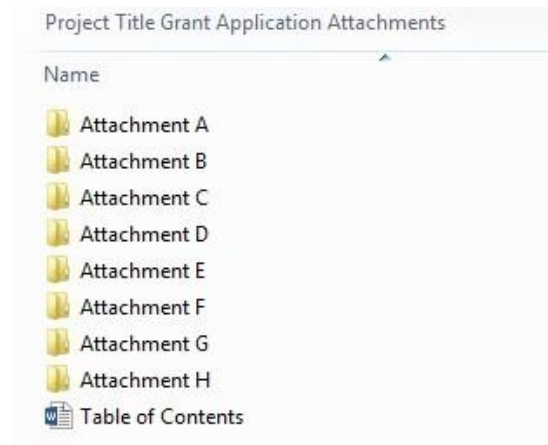 Project Title Grant Application Attachments
Name
Attachment A
Attachment B
Attachment C
Attachment D
Attachment E
Attachment F
Attachment G
Attachment H
Table of Contents